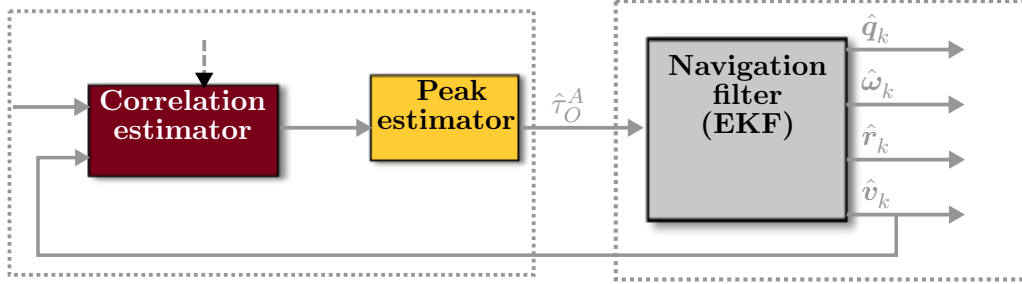 Correlation
estimator
Peak
estimator
τ̂_O^A
Navigation
filter
(EKF)
q̂_k
ω̂_k
r̂_k
v̂_k